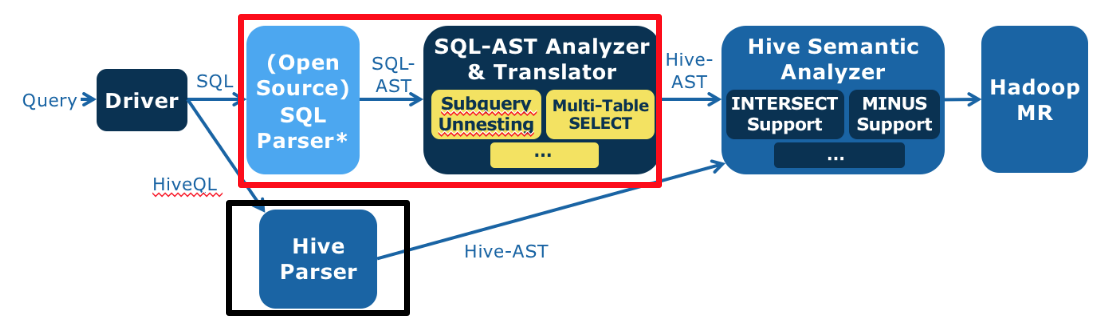 Query
Driver
SQL
(Open
Source)
SQL
Parser*
SQL-
AST
SQL-AST Analyzer
& Translator
Subquery
Unnesting
Multi-Table
SELECT
...
Hive-
AST
Hive Semantic
Analyzer
INTERSECT
Support
MINUS
Support
...
Hadoop
MR
HiveQL
Hive
Parser
Hive-AST